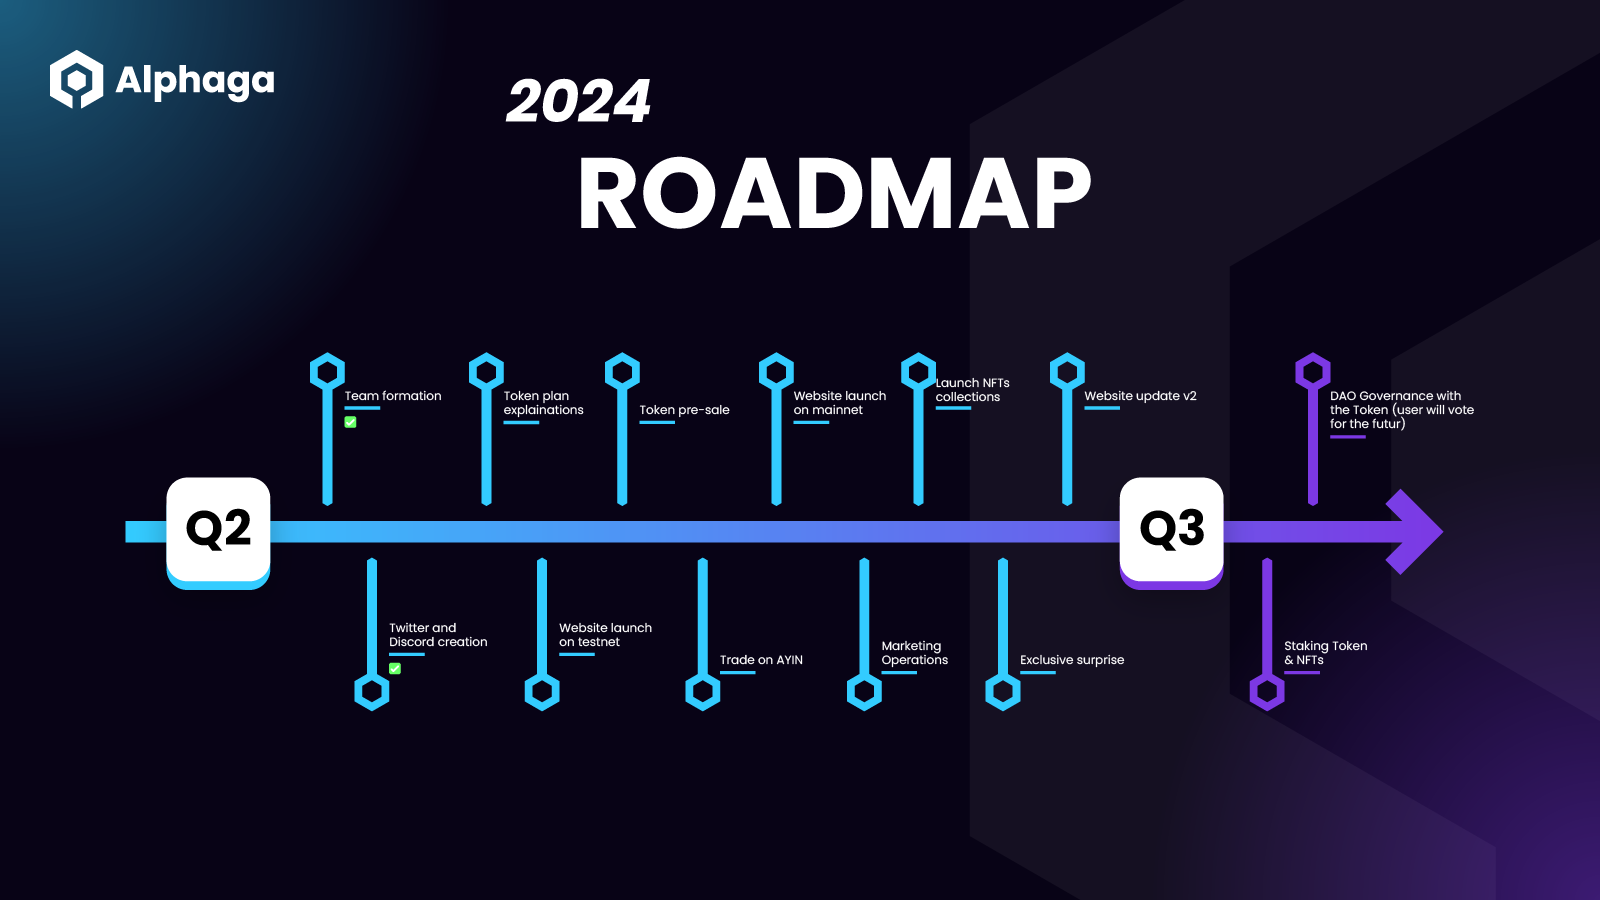 Alphaga
2024
ROADMAP
Team formation
Token plan
explainations
Token pre-sale
Website launch
on mainnet
Launch NFTs
collections
Website update v2
DAO Governance with
the Token (user will vote
for the futur)
Q2
Q3
Twitter and
Discord creation
Website launch
on testnet
Trade on AYIN
Marketing
Operations
Exclusive surprise
Staking Token
& NFTs